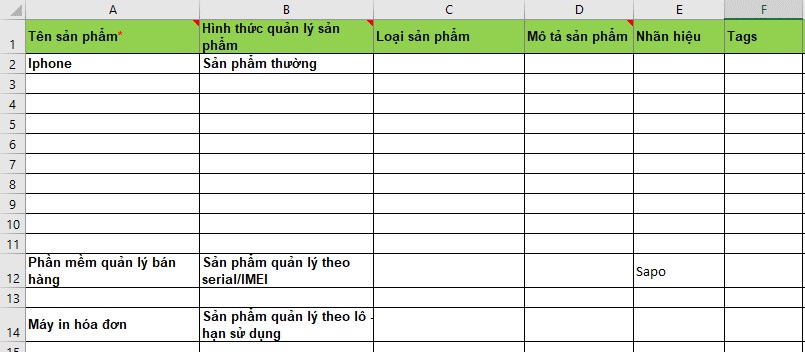 A B C D E F
1 Tên sản phẩm* Hình thức quản lý sản phẩm Loại sản phẩm Mô tả sản phẩm Nhãn hiệu Tags
2 Iphone Sản phẩm thường
3
4
5
6
7
8
9
10
11
12 Phần mềm quản lý bán hàng Sản phẩm quản lý theo serial/IMEI Sapo
13
14 Máy in hóa đơn Sản phẩm quản lý theo lô - hạn sử dụng
15